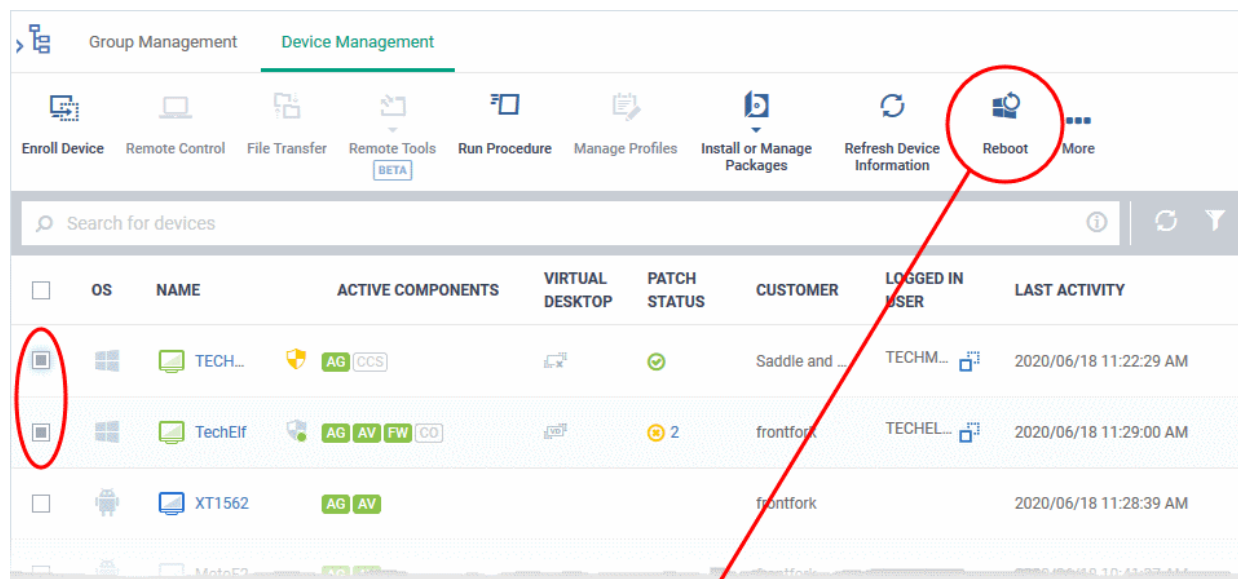 Group Management Device Management
Enroll Device Remote Control File Transfer Remote Tools Run Procedure Manage Profiles Install or Manage Packages Refresh Device Information Reboot More
BETA
Search for devices
OS NAME ACTIVE COMPONENTS VIRTUAL DESKTOP PATCH STATUS CUSTOMER LOGGED IN USER LAST ACTIVITY
TECH... AG CCS Saddle and ... TECHM... 2020/06/18 11:22:29 AM
TechElf AG AV FW CO VD 2 frontfork TECHEL... 2020/06/18 11:29:00 AM
XT1562 AG AV frontfork 2020/06/18 11:28:39 AM